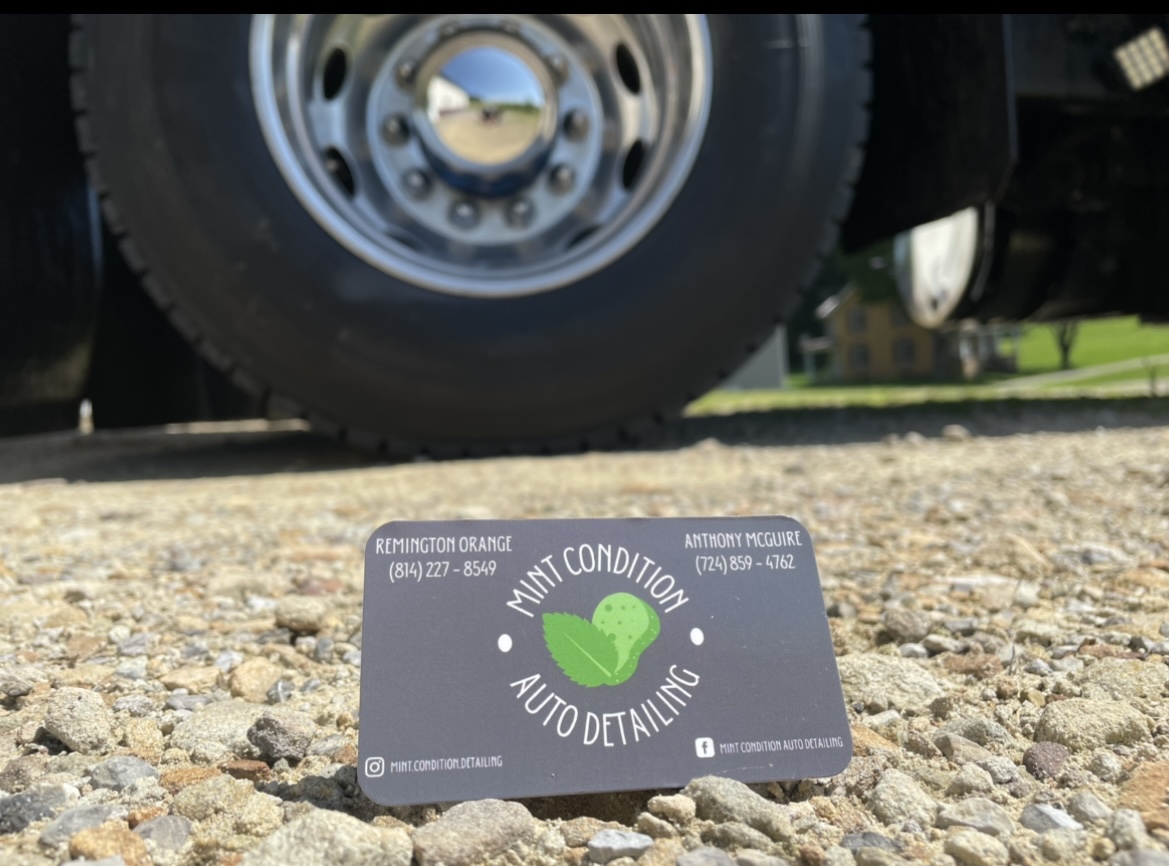 REMINGTON ORANGE
(814) 227 - 8549
ANTHONY MCGUIRE
(724) 859 - 4762
MINT CONDITION
AUTO DETAILING
MINT.CONDITION.DETAILING
f MINT CONDITION AUTO DETAILING